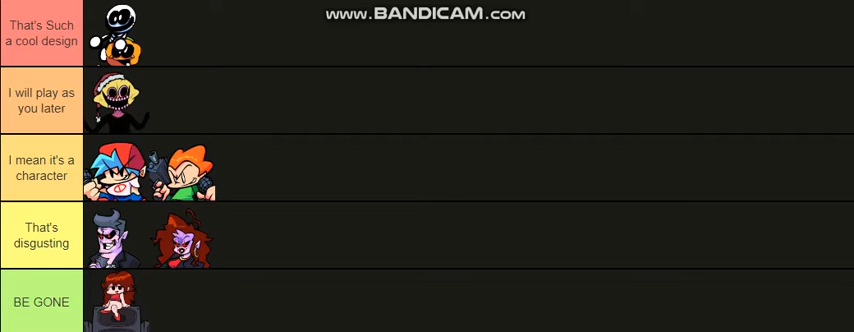 www.BANDICAM.com
That's Such
a cool design
I will play as
you later
I mean it's a
character
That's
disgusting
BE GONE